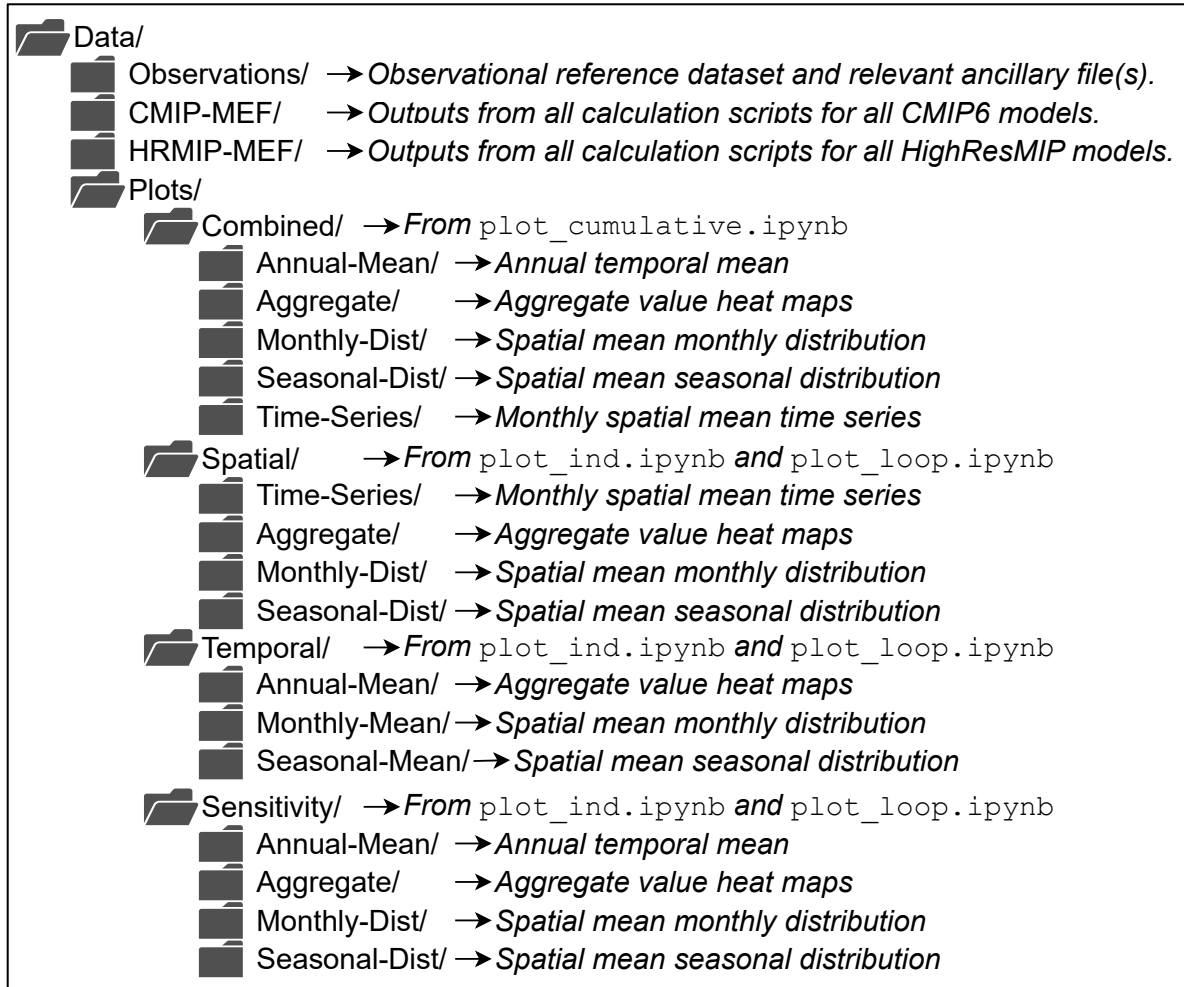 Data/
Observations/ → Observational reference dataset and relevant ancillary file(s).
CMIP-MEF/ → Outputs from all calculation scripts for all CMIP6 models.
HRMIP-MEF/ → Outputs from all calculation scripts for all HighResMIP models.
Plots/
Combined/ → From plot_cumulative.ipynb
Annual-Mean/ → Annual temporal mean
Aggregate/ → Aggregate value heat maps
Monthly-Dist/ → Spatial mean monthly distribution
Seasonal-Dist/ → Spatial mean seasonal distribution
Time-Series/ → Monthly spatial mean time series
Spatial/ → From plot_ind.ipynb and plot_loop.ipynb
Time-Series/ → Monthly spatial mean time series
Aggregate/ → Aggregate value heat maps
Monthly-Dist/ → Spatial mean monthly distribution
Seasonal-Dist/ → Spatial mean seasonal distribution
Temporal/ → From plot_ind.ipynb and plot_loop.ipynb
Annual-Mean/ → Aggregate value heat maps
Monthly-Mean/ → Spatial mean monthly distribution
Seasonal-Mean/ → Spatial mean seasonal distribution
Sensitivity/ → From plot_ind.ipynb and plot_loop.ipynb
Annual-Mean/ → Annual temporal mean
Aggregate/ → Aggregate value heat maps
Monthly-Dist/ → Spatial mean monthly distribution
Seasonal-Dist/ → Spatial mean seasonal distribution